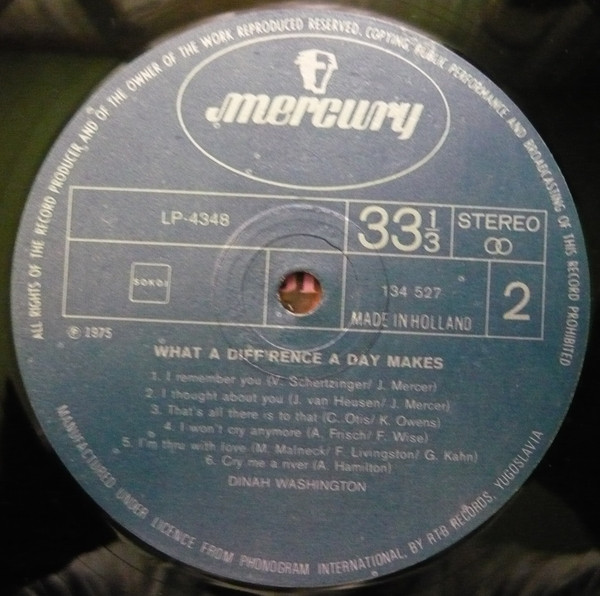 ALL RIGHTS OF THE RECORD PRODUCER AND OF THE OWNER OF THE WORK REPRODUCED RESERVED. COPYING, PUBLIK PERFORMANCE AND BROADCASTING OF THIS RECORD PROHIBITED
mercury
LP-4348
33 1/3
STEREO
SOKOJ
134 527
MADE IN HOLLAND
2
℗ 1975
WHAT A DIFF'RENCE A DAY MAKES
1. I remember you (V. Schertzinger/ J. Mercer)
2. I thought about you (J. van Heusen/ J. Mercer)
3. That's all there is to that (C. Otis/ K. Owens)
4. I won't cry anymore (A. Frisch/ F. Wise)
5. I'm thru with love (M. Malneck/ F. Livingston/ G. Kahn)
6. Cry me a river (A. Hamilton)
DINAH WASHINGTON
MANUFACTURED UNDER LICENCE FROM PHONOGRAM INTERNATIONAL, BY RTB RECORDS, YUGOSLAVIA